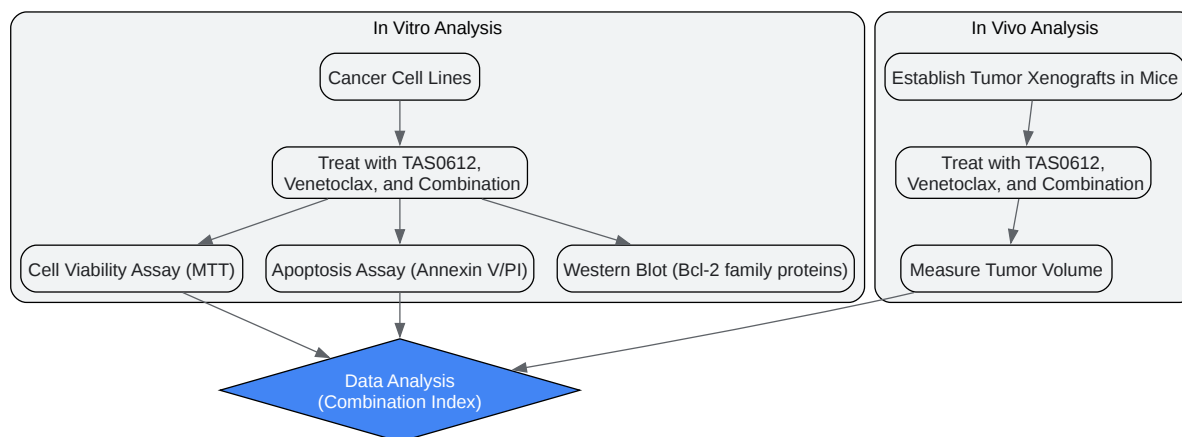 In Vitro Analysis
Cancer Cell Lines
Treat with TAS0612,
Venetoclax, and Combination
Cell Viability Assay (MTT)
Apoptosis Assay (Annexin V/PI)
Western Blot (Bcl-2 family proteins)
In Vivo Analysis
Establish Tumor Xenografts in Mice
Treat with TAS0612,
Venetoclax, and Combination
Measure Tumor Volume
Data Analysis
(Combination Index)